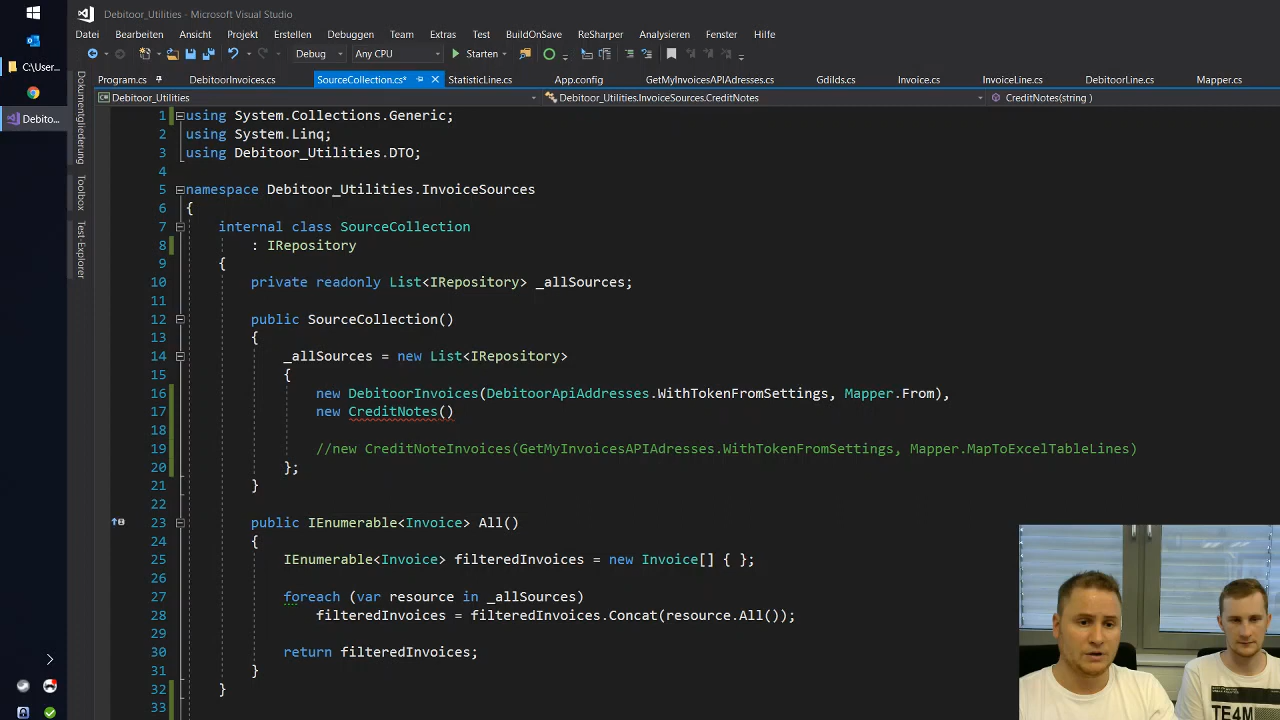 Debitoor_Utilities - Microsoft Visual Studio
Datei Bearbeiten Ansicht Projekt Erstellen Debuggen Team Extras Test BuildOnSave ReSharper Analysieren Fenster Hilfe
Debug Any CPU Starten
C:\User...
Debito...
Program.cs DebitoorInvoices.cs SourceCollection.cs* StatisticLine.cs App.config GetMyInvoicesAPIAdresses.cs GdiIds.cs Invoice.cs InvoiceLine.cs DebitoorLine.cs Mapper.cs
Debitoor_Utilities Debitoor_Utilities.InvoiceSources.CreditNotes CreditNotes(string )
Dokumentgliederung
Toolbox
Test-Explorer
1 using System.Collections.Generic;
2 using System.Linq;
3 using Debitoor_Utilities.DTO;
4
5 namespace Debitoor_Utilities.InvoiceSources
6 {
7 internal class SourceCollection
8 : IRepository
9 {
10 private readonly List<IRepository> _allSources;
11
12 public SourceCollection()
13 {
14 _allSources = new List<IRepository>
15 {
16 new DebitoorInvoices(DebitoorApiAddresses.WithTokenFromSettings, Mapper.From),
17 new CreditNotes()
18
19 //new CreditNoteInvoices(GetMyInvoicesAPIAdresses.WithTokenFromSettings, Mapper.MapToExcelTableLines)
20 };
21 }
22
23 public IEnumerable<Invoice> All()
24 {
25 IEnumerable<Invoice> filteredInvoices = new Invoice[] { };
26
27 foreach (var resource in _allSources)
28 filteredInvoices = filteredInvoices.Concat(resource.All());
29
30 return filteredInvoices;
31 }
32 }
33
TE4M